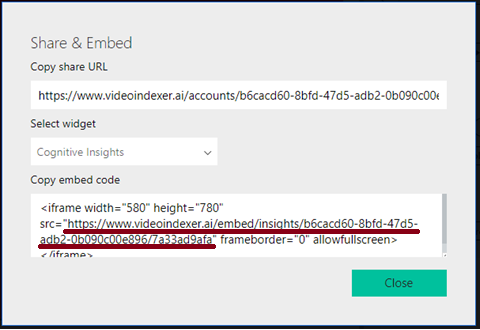 Share & Embed
Copy share URL
https://www.videoindexer.ai/accounts/b6cacd60-8bfd-47d5-adb2-0b090c00e
Select widget
Cognitive Insights
Copy embed code
<iframe width="580" height="780"
src="https://www.videoindexer.ai/embed/insights/b6cacd60-8bfd-47d5-
adb2-0b090c00e896/7a33ad9afa" frameborder="0" allowfullscreen>
</iframe>
Close